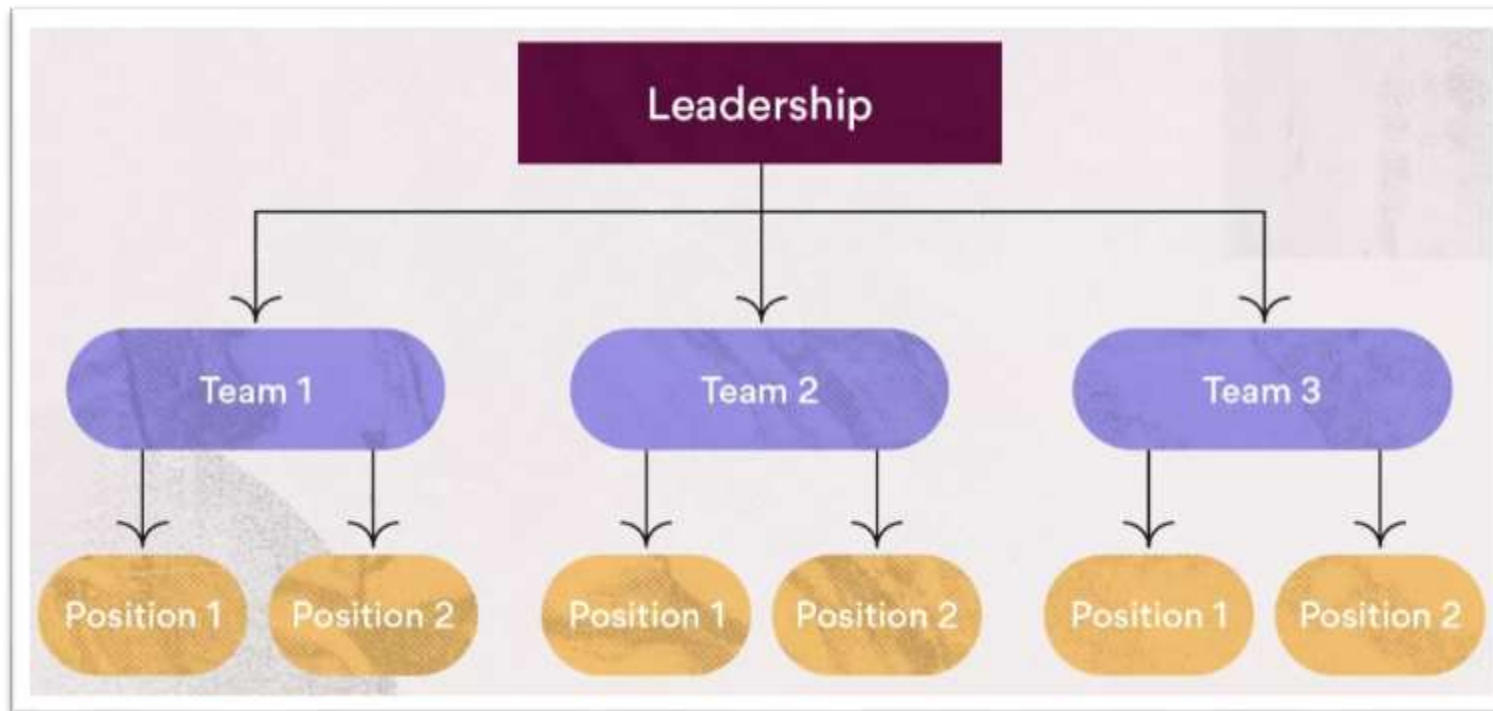 Leadership
Team 1
Team 2
Team 3
Position 1
Position 2
Position 1
Position 2
Position 1
Position 2